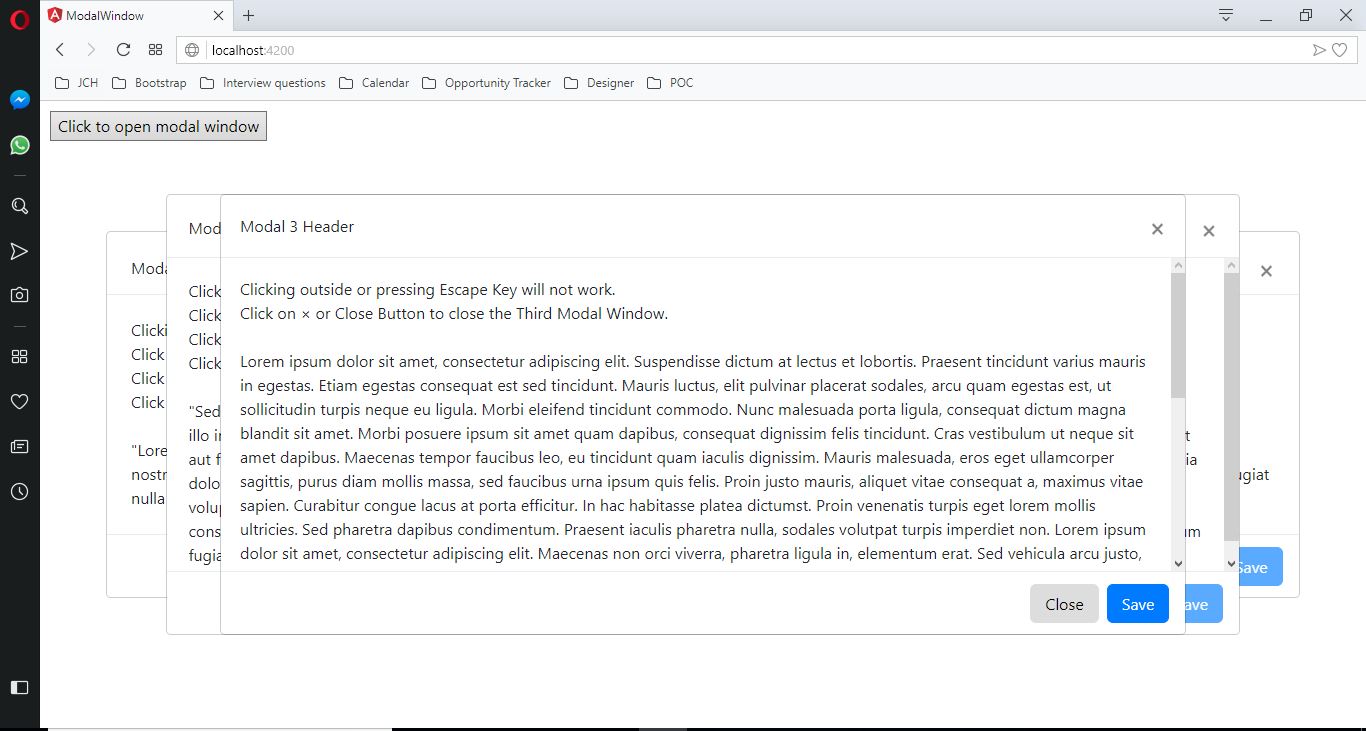 ModalWindow
localhost:4200
JCH Bootstrap Interview questions Calendar Opportunity Tracker Designer POC
Click to open modal window
Modal 3 Header ×
Clicking outside or pressing Escape Key will not work.
Click on × or Close Button to close the Third Modal Window.
Lorem ipsum dolor sit amet, consectetur adipiscing elit. Suspendisse dictum at lectus et lobortis. Praesent tincidunt varius mauris
in egestas. Etiam egestas consequat est sed tincidunt. Mauris luctus, elit pulvinar placerat sodales, arcu quam egestas est, ut
sollicitudin turpis neque eu ligula. Morbi eleifend tincidunt commodo. Nunc malesuada porta ligula, consequat dictum magna
blandit sit amet. Morbi posuere ipsum sit amet quam dapibus, consequat dignissim felis tincidunt. Cras vestibulum ut neque sit
amet dapibus. Maecenas tempor faucibus leo, eu tincidunt quam iaculis dignissim. Mauris malesuada, eros eget ullamcorper
sagittis, purus diam mollis massa, sed faucibus urna ipsum quis felis. Proin justo mauris, aliquet vitae consequat a, maximus vitae
sapien. Curabitur congue lacus at porta efficitur. In hac habitasse platea dictumst. Proin venenatis turpis eget lorem mollis
ultricies. Sed pharetra dapibus condimentum. Praesent iaculis pharetra nulla, sodales volutpat turpis imperdiet non. Lorem ipsum
dolor sit amet, consectetur adipiscing elit. Maecenas non orci viverra, pharetra ligula in, elementum erat. Sed vehicula arcu justo,
Close Save
Mod ×
Click
Click
Click
Click
"Sed
illo i
aut f
dolo
volu
cons
fugia
×
Click
Click
Click
"Lore
nostr
nulla
Save